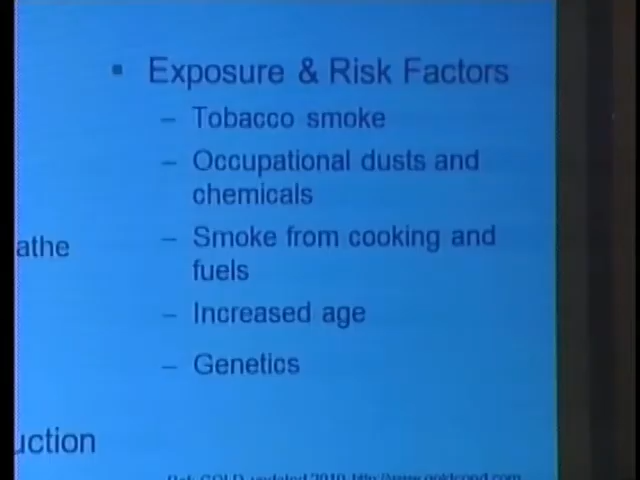 ▪ Exposure & Risk Factors
– Tobacco smoke
– Occupational dusts and
chemicals
– Smoke from cooking and
athe
fuels
– Increased age
– Genetics
uction